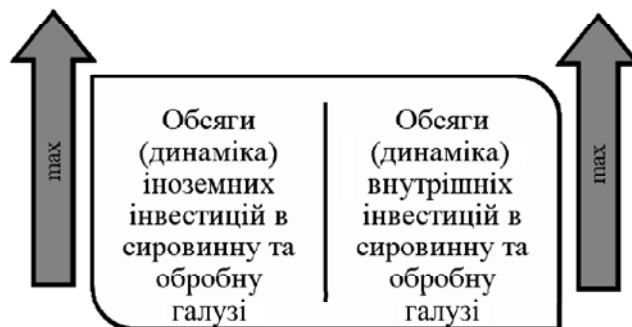 max
Обсяги
(динаміка)
іноземних
інвестицій в
сировинну та
обробну
галузі
Обсяги
(динаміка)
внутрішніх
інвестицій в
сировинну та
обробну
галузі
max